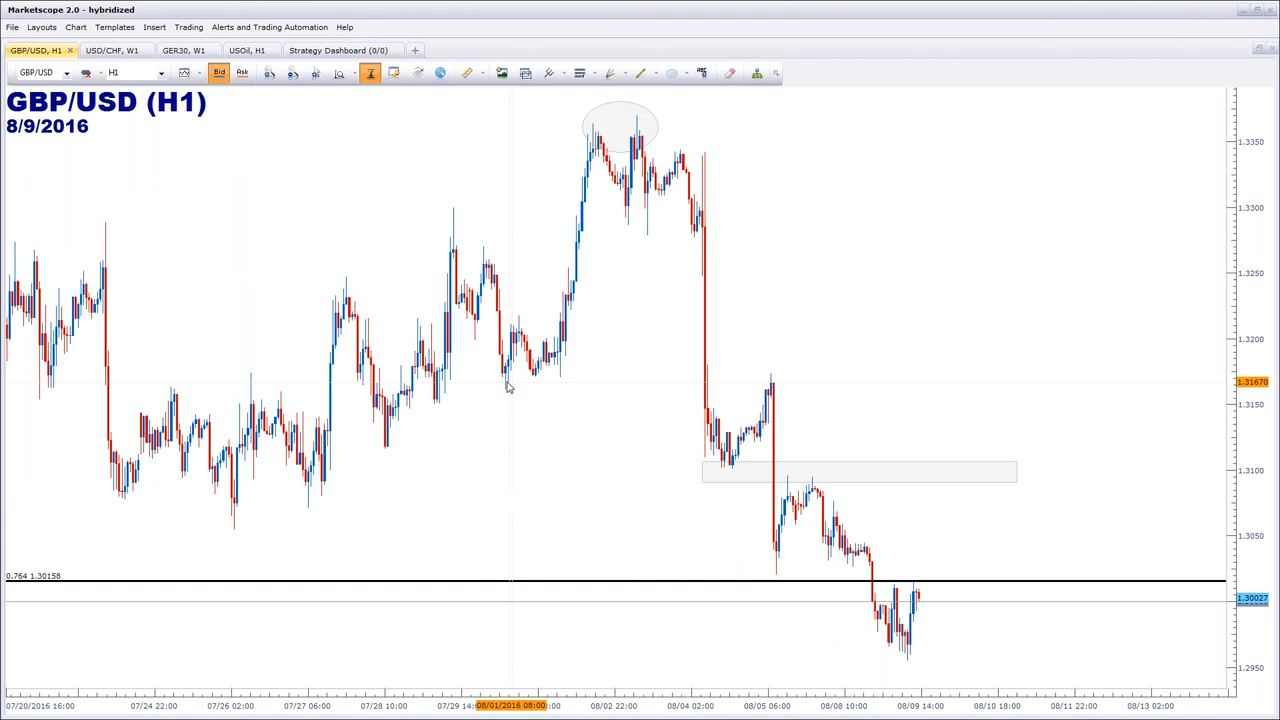 Marketscope 2.0 - hybridized
File Layouts Chart Templates Insert Trading Alerts and Trading Automation Help
GBP/USD, H1 USD/CHF, W1 GER30, W1 USOil, H1 Strategy Dashboard (0/0)
GBP/USD H1 Bid Ask
GBP/USD (H1)
8/9/2016
1.3350
1.3300
1.3250
1.3200
1.31670
1.3150
1.3100
1.3050
0.764 1.30158
1.30027
1.2950
07/20/2016 16:00 07/24 22:00 07/26 02:00 07/27 06:00 07/28 10:00 07/29 14: 08/01/2016 08:00 :00 08/02 22:00 08/04 02:00 08/05 06:00 08/08 10:00 08/09 14:00 08/10 18:00 08/11 22:00 08/13 02:00